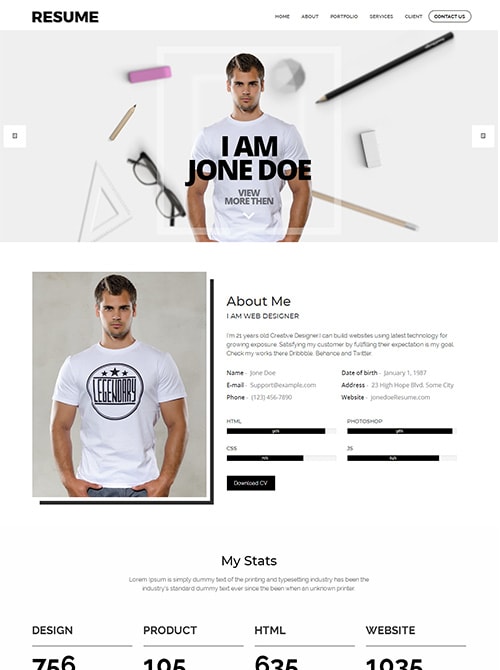 RESUME
HOME ABOUT PORTFOLIO SERVICES CLIENT CONTACT US
I AM
JONE DOE
VIEW
MORE THEN
LEGENDARY
About Me
I AM WEB DESIGNER
I'm 21 years old Creative Designer I can build websites using latest technology for
growing exposure. Satisfying my customer by fulfilling their expectation is my goal.
Check my works there Dribbble, Behance and Twitter
Name - Jone Doe
Date of birth - January 1, 1987
E-mail - Support@example.com
Address - 23 High Hope Blvd. Some City
Phone - (123) 456-7890
Website - jonedoeResume.com
HTML
PHOTOSHOP
CSS
JS
Download CV
My Stats
Lorem Ipsum is simply dummy text of the printing and typesetting industry has been the
industry's standard dummy text ever since the been when an unknown printer.
DESIGN PRODUCT HTML WEBSITE
756 105 635 1035